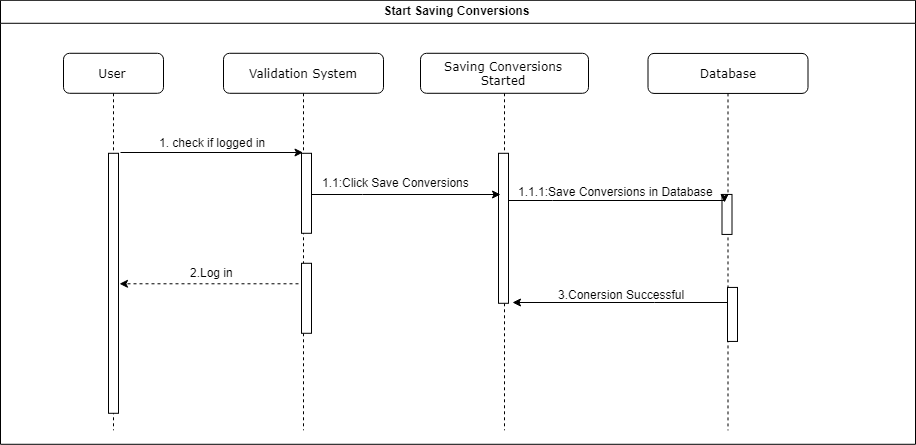 Start Saving Conversions
User
Validation System
Saving Conversions
Started
Database
1. check if logged in
1.1:Click Save Conversions
1.1.1:Save Conversions in Database
2.Log in
3.Conersion Successful